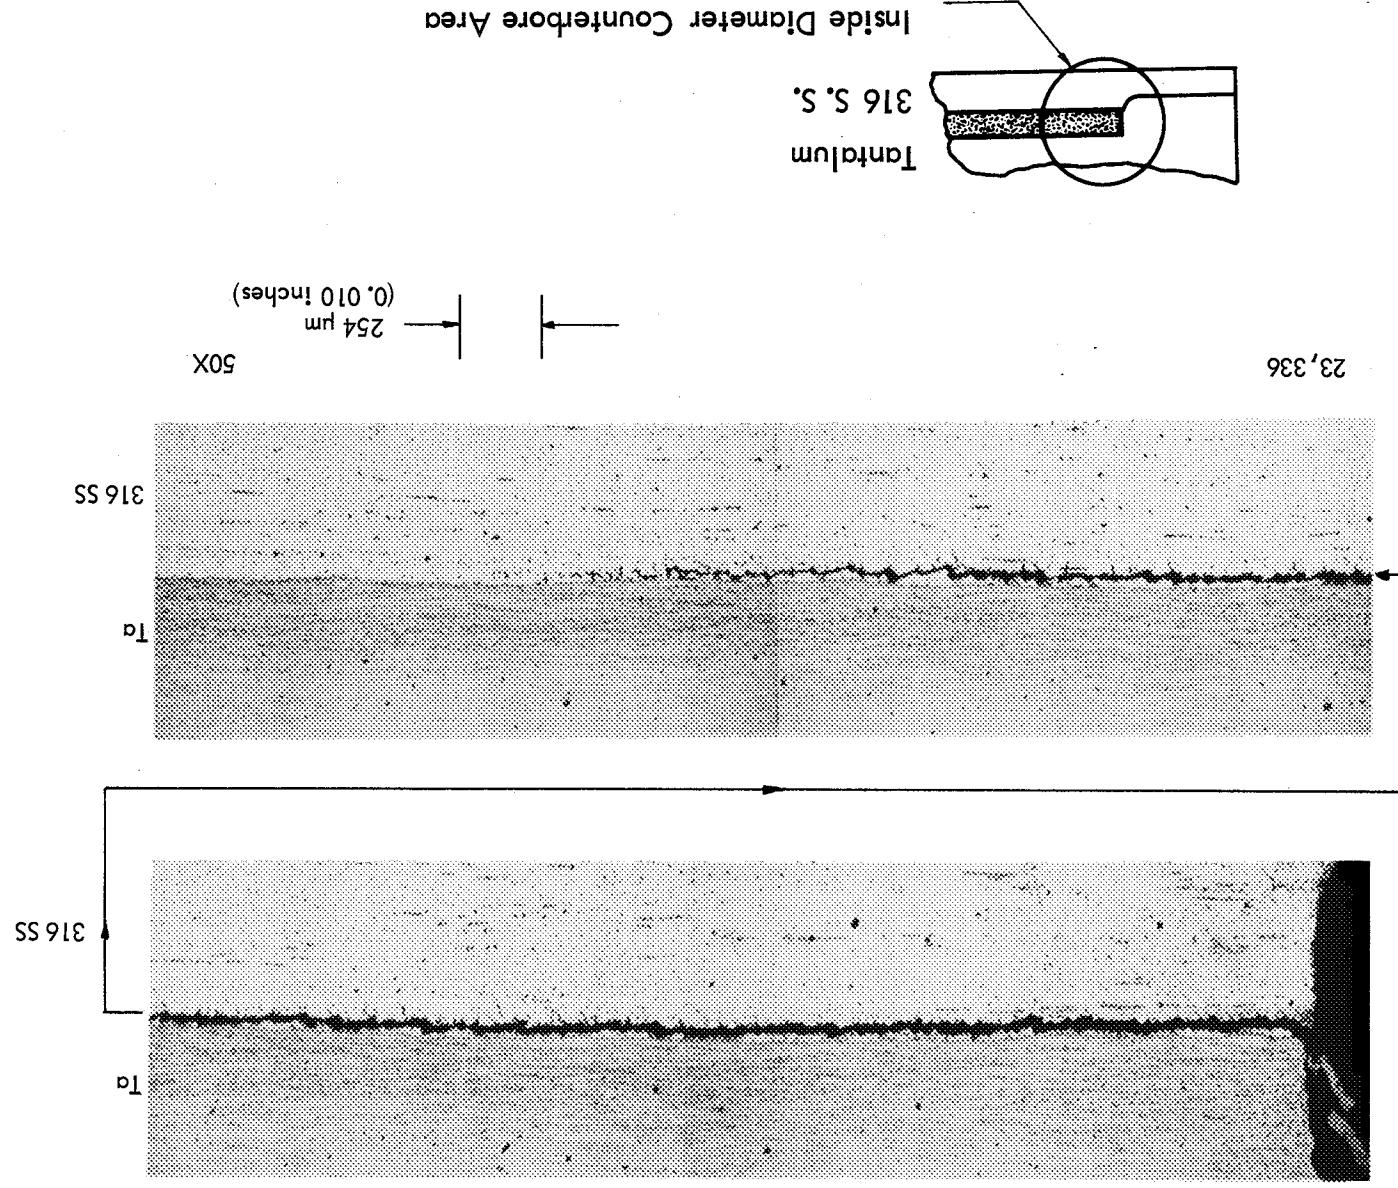 Ta
316 SS
Ta
316 SS
23,336
50X
254 µm
(0.010 inches)
Tantalum
316 S. S.
Inside Diameter Counterbore Area